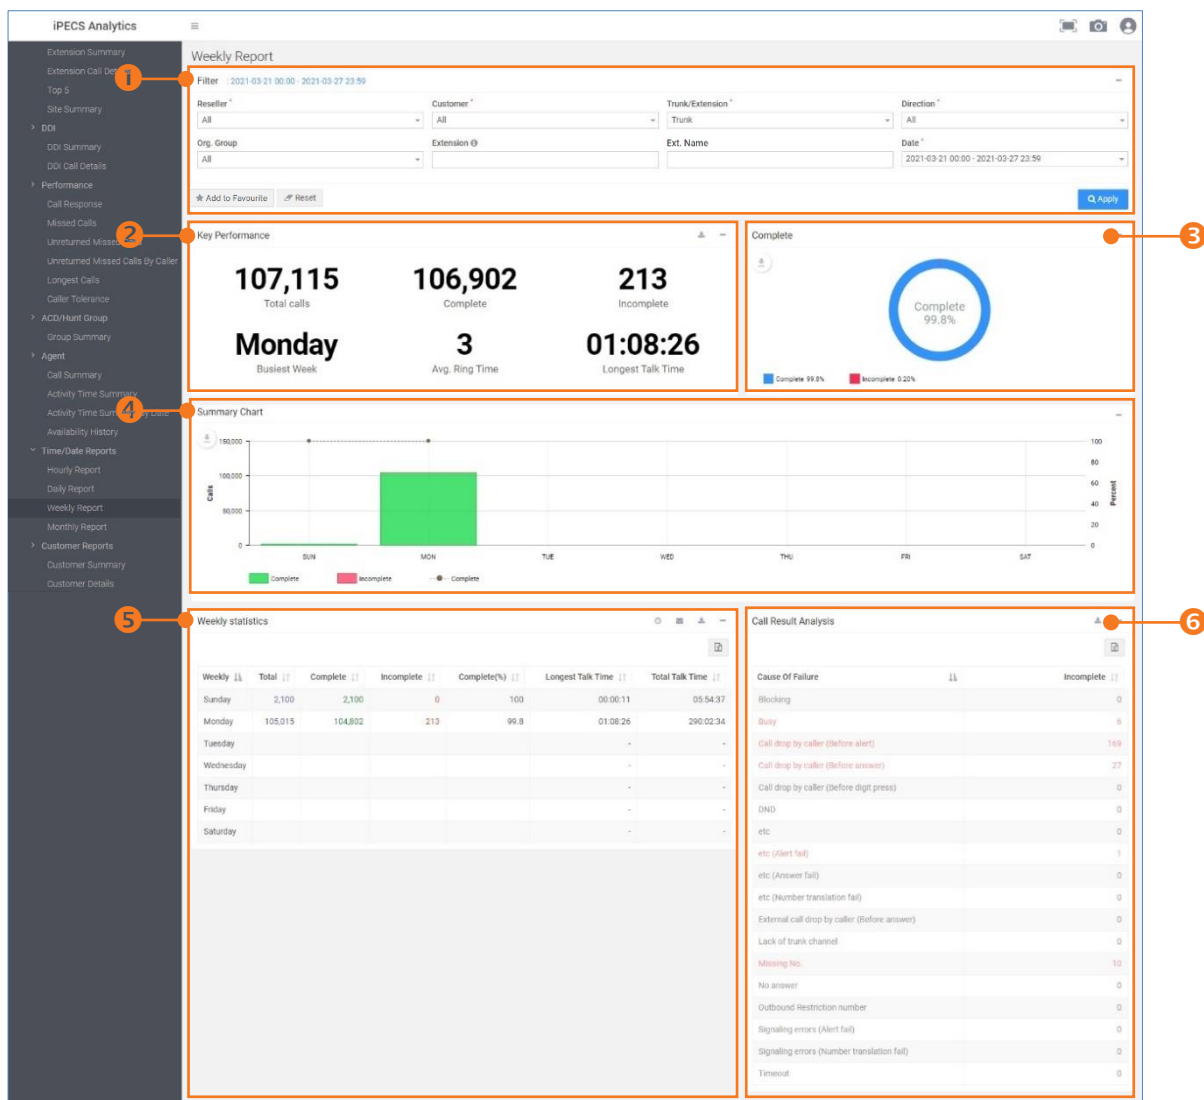 iPECS Analytics
Extension Summary
Extension Call De
Top 5
Site Summary
DDI
DDI Summary
DDI Call Details
Performance
Call Response
Missed Calls
Unreturned Missed
Unreturned Missed Calls By Caller
Longest Calls
Caller Tolerance
ACD/Hunt Group
Group Summary
Agent
Call Summary
Activity Time Summary
Activity Time Sum By Date
Availability History
Time/Date Reports
Hourly Report
Daily Report
Weekly Report
Monthly Report
Customer Reports
Customer Summary
Customer Details
Weekly Report
1
Filter : 2021-03-21 00:00 - 2021-03-27 23:59
Reseller * Customer * Trunk/Extension * Direction *
All All Trunk All
Org. Group Extension Ext. Name Date *
All 2021-03-21 00:00 - 2021-03-27 23:59
Add to Favourite Reset Apply
2
Key Performance
107,115 106,902 213
Total calls Complete Incomplete
Monday 3 01:08:26
Busiest Week Avg. Ring Time Longest Talk Time
3
Complete
Complete
99.8%
Complete 99.8% Incomplete 0.20%
4
Summary Chart
150,000 100
80
100,000 60
Calls Percent
50,000 40
20
0 0
SUN MON TUE WED THU FRI SAT
Complete Incomplete Complete
5
Weekly statistics
Weekly Total Complete Incomplete Complete(%) Longest Talk Time Total Talk Time
Sunday 2,100 2,100 0 100 00:00:11 05:54:37
Monday 105,015 104,802 213 99.8 01:08:26 290:02:34
Tuesday - -
Wednesday - -
Thursday - -
Friday - -
Saturday - -
6
Call Result Analysis
Cause Of Failure Incomplete
Blocking 0
Busy 6
Call drop by caller (Before alert) 169
Call drop by caller (Before answer) 27
Call drop by caller (Before digit press) 0
DND 0
etc 0
etc (Alert fail) 1
etc (Answer fail) 0
etc (Number translation fail) 0
External call drop by caller (Before answer) 0
Lack of trunk channel 0
Missing No. 10
No answer 0
Outbound Restriction number 0
Signaling errors (Alert fail) 0
Signaling errors (Number translation fail) 0
Timeout 0